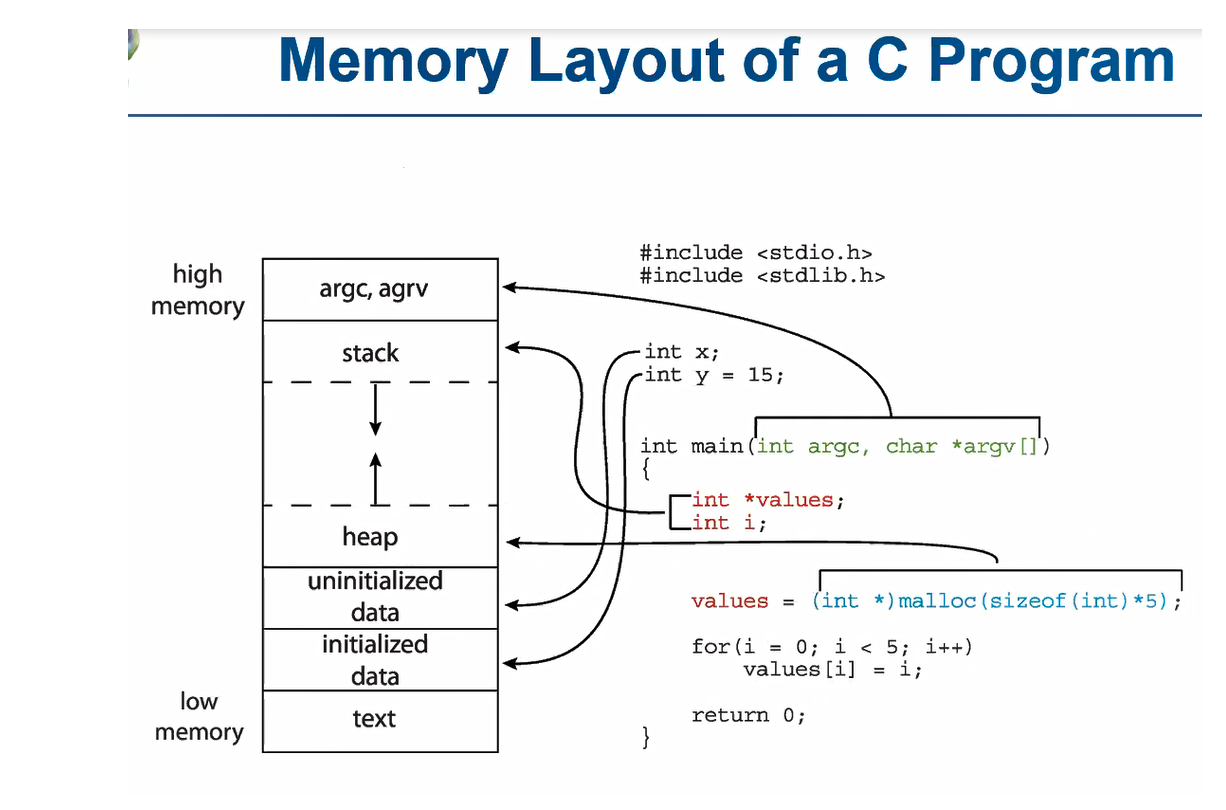 Memory Layout of a C Program
high
memory
argc, agrv
stack
heap
uninitialized
data
initialized
data
low
memory
text
#include <stdio.h>
#include <stdlib.h>
int x;
int y = 15;
int main(int argc, char *argv[])
{
int *values;
int i;
values = (int *)malloc(sizeof(int)*5);
for(i = 0; i < 5; i++)
values[i] = i;
return 0;
}